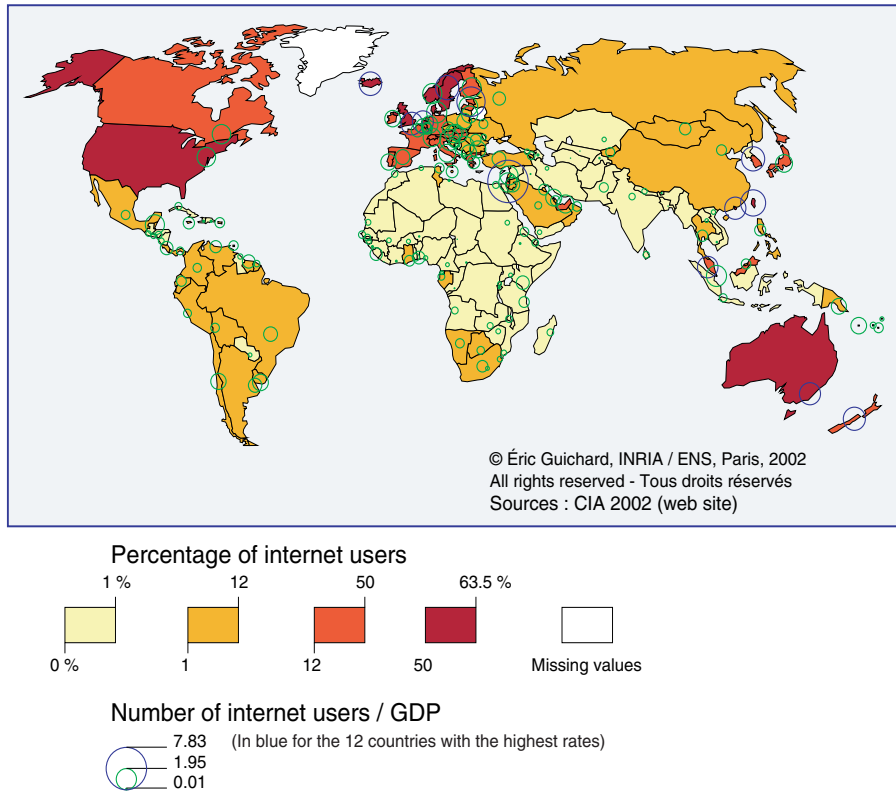 © Éric Guichard, INRIA / ENS, Paris, 2002
All rights reserved - Tous droits réservés
Sources : CIA 2002 (web site)
Percentage of internet users
1 % 12 50 63.5 %
0 % 1 12 50 Missing values
Number of internet users / GDP
7.83 (In blue for the 12 countries with the highest rates)
1.95
0.01